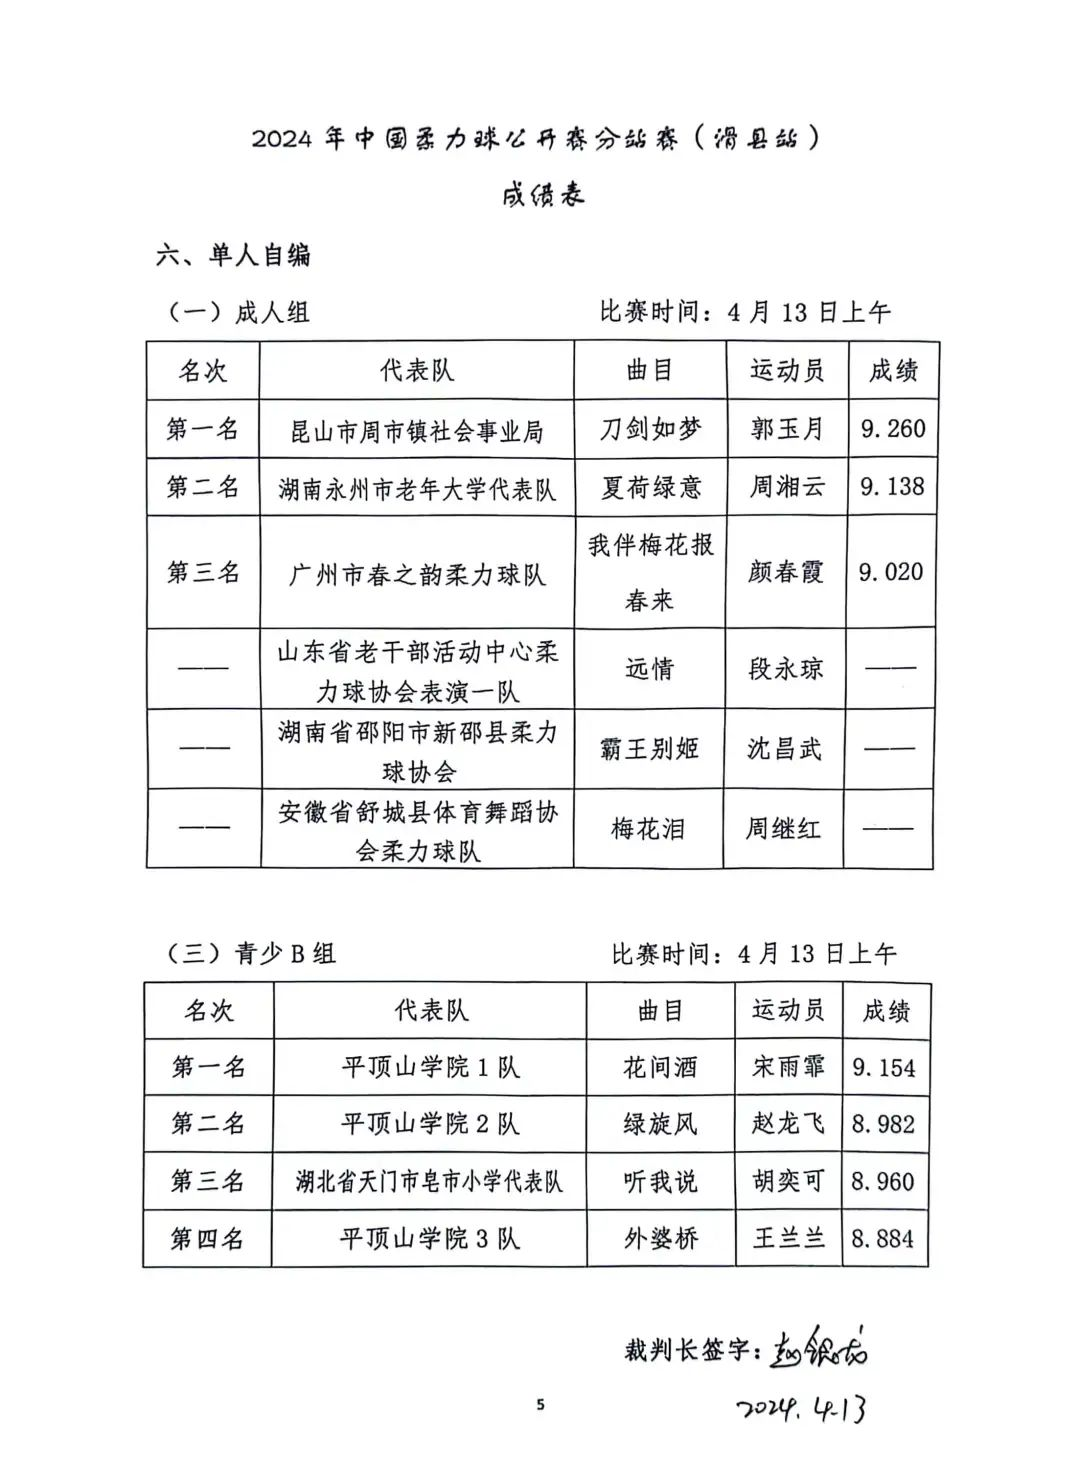 2024年中国柔力球公开赛分站赛（滑县站）
成绩表
六、单人自编
（一）成人组 比赛时间：4月13日上午
名次 代表队 曲目 运动员 成绩
第一名 昆山市周市镇社会事业局 刀剑如梦 郭玉月 9.260
第二名 湖南永州市老年大学代表队 夏荷绿意 周湘云 9.138
第三名 广州市春之韵柔力球队 我伴梅花报
春来 颜春霞 9.020
—— 山东省老干部活动中心柔
力球协会表演一队 远情 段永琼 ——
—— 湖南省邵阳市新邵县柔力
球协会 霸王别姬 沈昌武 ——
—— 安徽省舒城县体育舞蹈协
会柔力球队 梅花泪 周继红 ——
（三）青少B组 比赛时间：4月13日上午
名次 代表队 曲目 运动员 成绩
第一名 平顶山学院1队 花间酒 宋雨霏 9.154
第二名 平顶山学院2队 绿旋风 赵龙飞 8.982
第三名 湖北省天门市皂市小学代表队 听我说 胡奕可 8.960
第四名 平顶山学院3队 外婆桥 王兰兰 8.884
裁判长签字：
2024.4.13
5